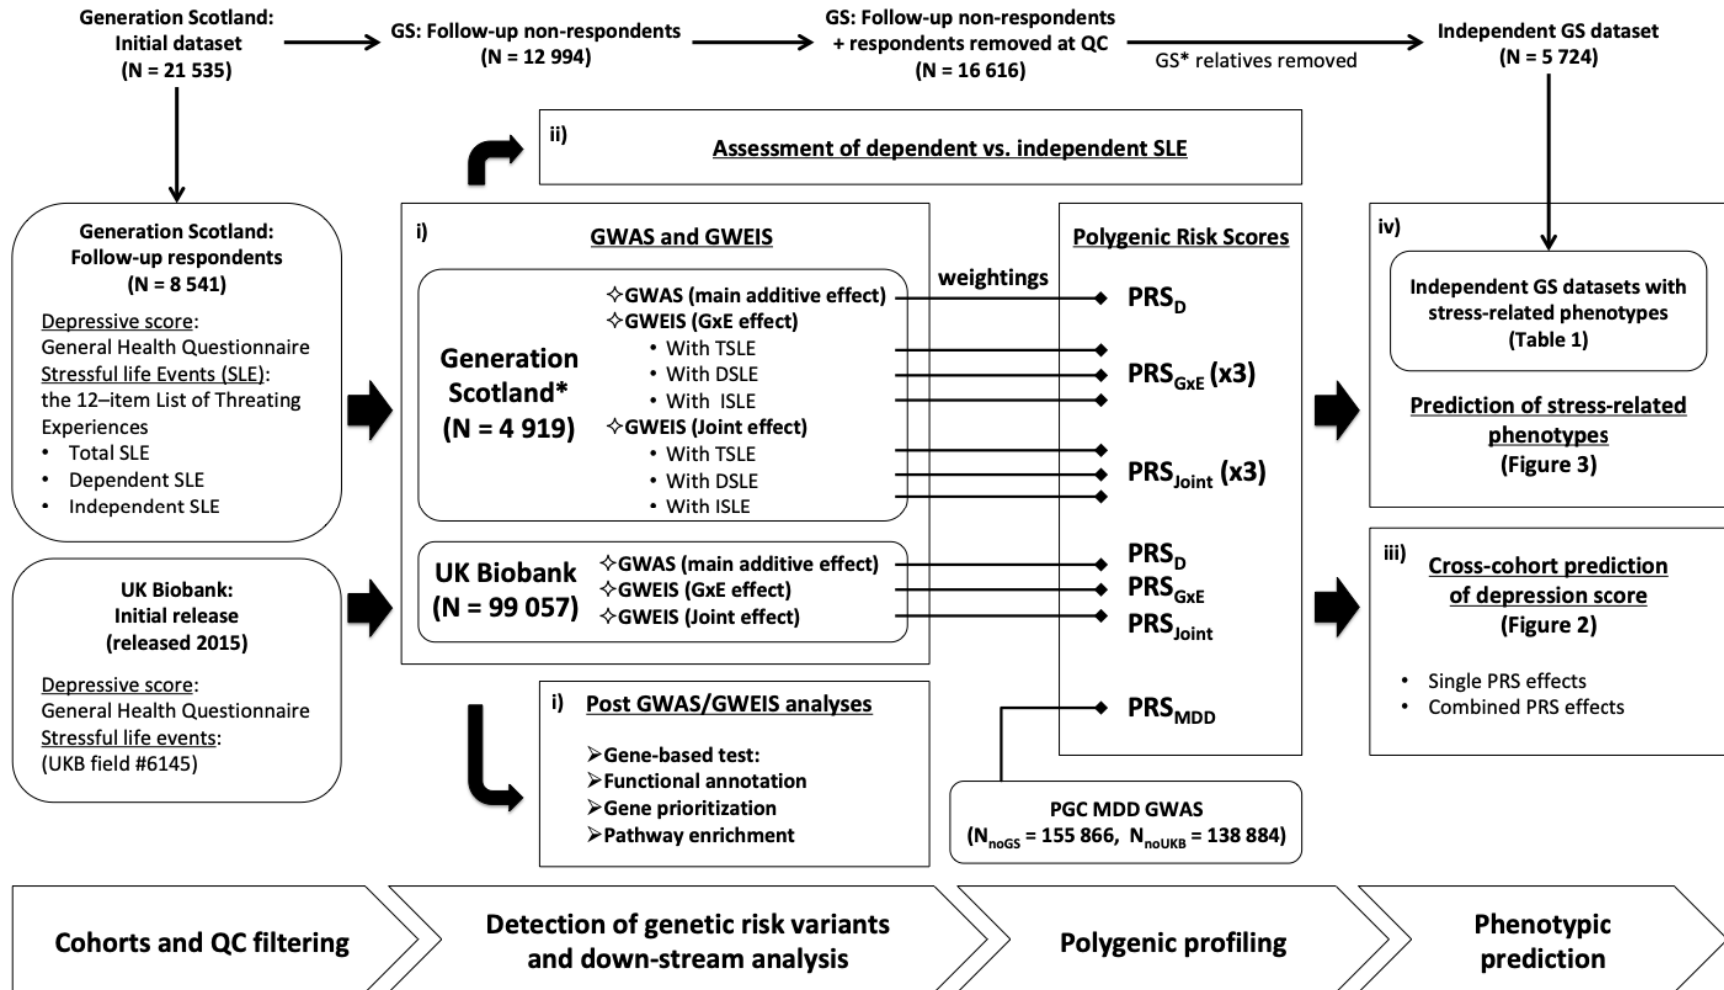 Generation Scotland:
Initial dataset
(N = 21 535)
GS: Follow-up non-respondents
(N = 12 994)
GS: Follow-up non-respondents
+ respondents removed at QC
(N = 16 616)
GS* relatives removed
Independent GS dataset
(N = 5 724)
ii)
Assessment of dependent vs. independent SLE
Generation Scotland:
Follow-up respondents
(N = 8 541)
Depressive score:
General Health Questionnaire
Stressful life Events (SLE):
the 12–item List of Threating
Experiences
• Total SLE
• Dependent SLE
• Independent SLE
UK Biobank:
Initial release
(released 2015)
Depressive score:
General Health Questionnaire
Stressful life events:
(UKB field #6145)
i)
GWAS and GWEIS
Generation
Scotland*
(N = 4 919)
✧GWAS (main additive effect)
✧GWEIS (GxE effect)
• With TSLE
• With DSLE
• With ISLE
✧GWEIS (Joint effect)
• With TSLE
• With DSLE
• With ISLE
UK Biobank
(N = 99 057)
✧GWAS (main additive effect)
✧GWEIS (GxE effect)
✧GWEIS (Joint effect)
i)
Post GWAS/GWEIS analyses
➢Gene-based test:
➢Functional annotation
➢Gene prioritization
➢Pathway enrichment
weightings
Polygenic Risk Scores
PRS_D
PRS_GxE (x3)
PRS_Joint (x3)
PRS_D
PRS_GxE
PRS_Joint
PRS_MDD
PGC MDD GWAS
(N_noGS = 155 866, N_noUKB = 138 884)
iv)
Independent GS datasets with
stress-related phenotypes
(Table 1)
Prediction of stress-related
phenotypes
(Figure 3)
iii)
Cross-cohort prediction
of depression score
(Figure 2)
• Single PRS effects
• Combined PRS effects
Cohorts and QC filtering
Detection of genetic risk variants
and down-stream analysis
Polygenic profiling
Phenotypic
prediction